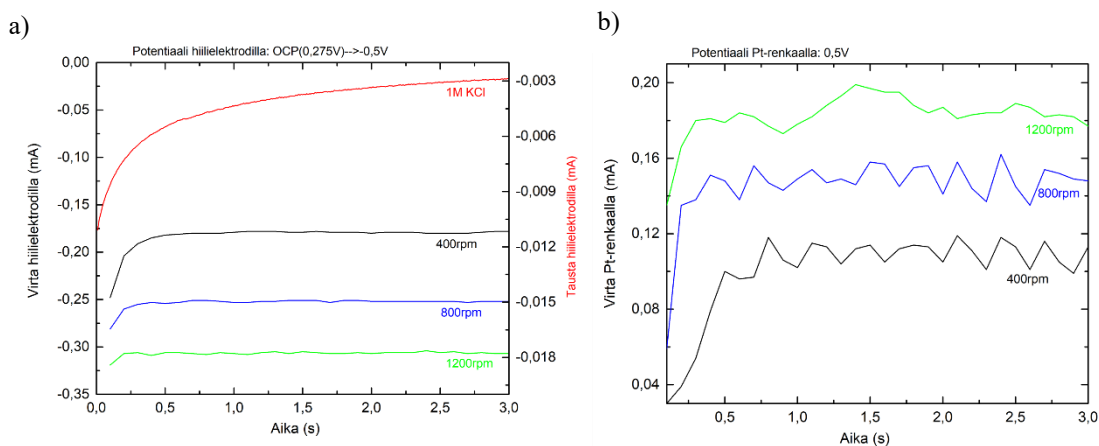 a)
Potentiaali hiilielektrodilla: OCP(0,275V)-->-0,5V
0,00
-0,05
-0,10
-0,15
-0,20
-0,25
-0,30
-0,35
Virta hiilielektrodilla (mA)
1M KCl
400rpm
800rpm
1200rpm
-0,003
-0,006
-0,009
-0,012
-0,015
-0,018
Tausta hiilielektrodilla (mA)
0,0 0,5 1,0 1,5 2,0 2,5 3,0
Aika (s)
b)
Potentiaali Pt-renkaalla: 0,5V
0,20
0,16
0,12
0,08
0,04
Virta Pt-renkaalla (mA)
1200rpm
800rpm
400rpm
0,5 1,0 1,5 2,0 2,5 3,0
Aika (s)